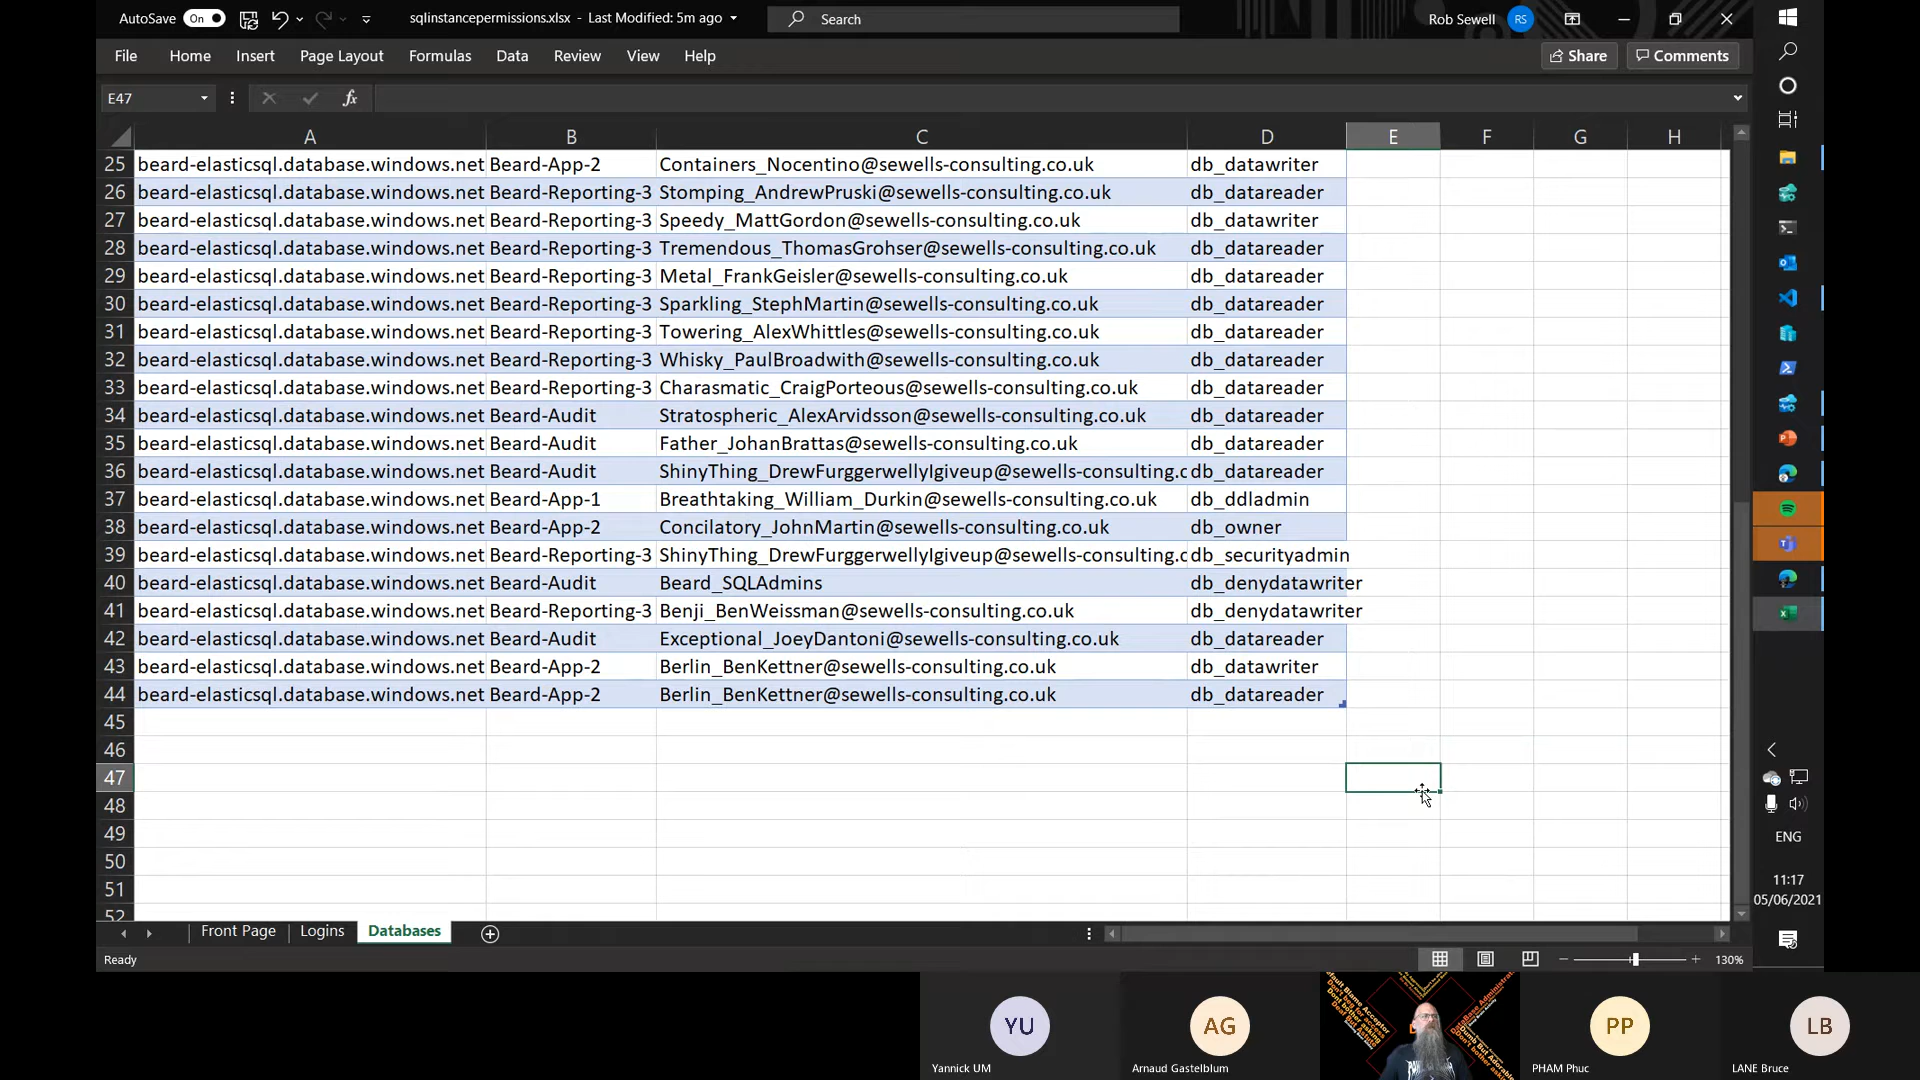 AutoSave On sqlinstancepermissions.xlsx - Last Modified: 5m ago Search Rob Sewell RS
File Home Insert Page Layout Formulas Data Review View Help Share Comments
E47 fx
A B C D E F G H
25 beard-elasticsql.database.windows.net Beard-App-2 Containers_Nocentino@sewells-consulting.co.uk db_datawriter
26 beard-elasticsql.database.windows.net Beard-Reporting-3 Stomping_AndrewPruski@sewells-consulting.co.uk db_datareader
27 beard-elasticsql.database.windows.net Beard-Reporting-3 Speedy_MattGordon@sewells-consulting.co.uk db_datawriter
28 beard-elasticsql.database.windows.net Beard-Reporting-3 Tremendous_ThomasGrohser@sewells-consulting.co.uk db_datareader
29 beard-elasticsql.database.windows.net Beard-Reporting-3 Metal_FrankGeisler@sewells-consulting.co.uk db_datareader
30 beard-elasticsql.database.windows.net Beard-Reporting-3 Sparkling_StephMartin@sewells-consulting.co.uk db_datareader
31 beard-elasticsql.database.windows.net Beard-Reporting-3 Towering_AlexWhittles@sewells-consulting.co.uk db_datareader
32 beard-elasticsql.database.windows.net Beard-Reporting-3 Whisky_PaulBroadwith@sewells-consulting.co.uk db_datareader
33 beard-elasticsql.database.windows.net Beard-Reporting-3 Charasmatic_CraigPorteous@sewells-consulting.co.uk db_datareader
34 beard-elasticsql.database.windows.net Beard-Audit Stratospheric_AlexArvidsson@sewells-consulting.co.uk db_datareader
35 beard-elasticsql.database.windows.net Beard-Audit Father_JohanBrattas@sewells-consulting.co.uk db_datareader
36 beard-elasticsql.database.windows.net Beard-Audit ShinyThing_DrewFurggerwellyIgiveup@sewells-consulting.c db_datareader
37 beard-elasticsql.database.windows.net Beard-App-1 Breathtaking_William_Durkin@sewells-consulting.co.uk db_ddladmin
38 beard-elasticsql.database.windows.net Beard-App-2 Concilatory_JohnMartin@sewells-consulting.co.uk db_owner
39 beard-elasticsql.database.windows.net Beard-Reporting-3 ShinyThing_DrewFurggerwellyIgiveup@sewells-consulting.c db_securityadmin
40 beard-elasticsql.database.windows.net Beard-Audit Beard_SQLAdmins db_denydatawriter
41 beard-elasticsql.database.windows.net Beard-Reporting-3 Benji_BenWeissman@sewells-consulting.co.uk db_denydatawriter
42 beard-elasticsql.database.windows.net Beard-Audit Exceptional_JoeyDantoni@sewells-consulting.co.uk db_datareader
43 beard-elasticsql.database.windows.net Beard-App-2 Berlin_BenKettner@sewells-consulting.co.uk db_datawriter
44 beard-elasticsql.database.windows.net Beard-App-2 Berlin_BenKettner@sewells-consulting.co.uk db_datareader
45
46
47
48
49
50
51
52
ENG
11:17
05/06/2021
Front Page Logins Databases
Ready 130%
YU AG PP LB
Yannick UM Arnaud Gastelblum PHAM Phuc LANE Bruce